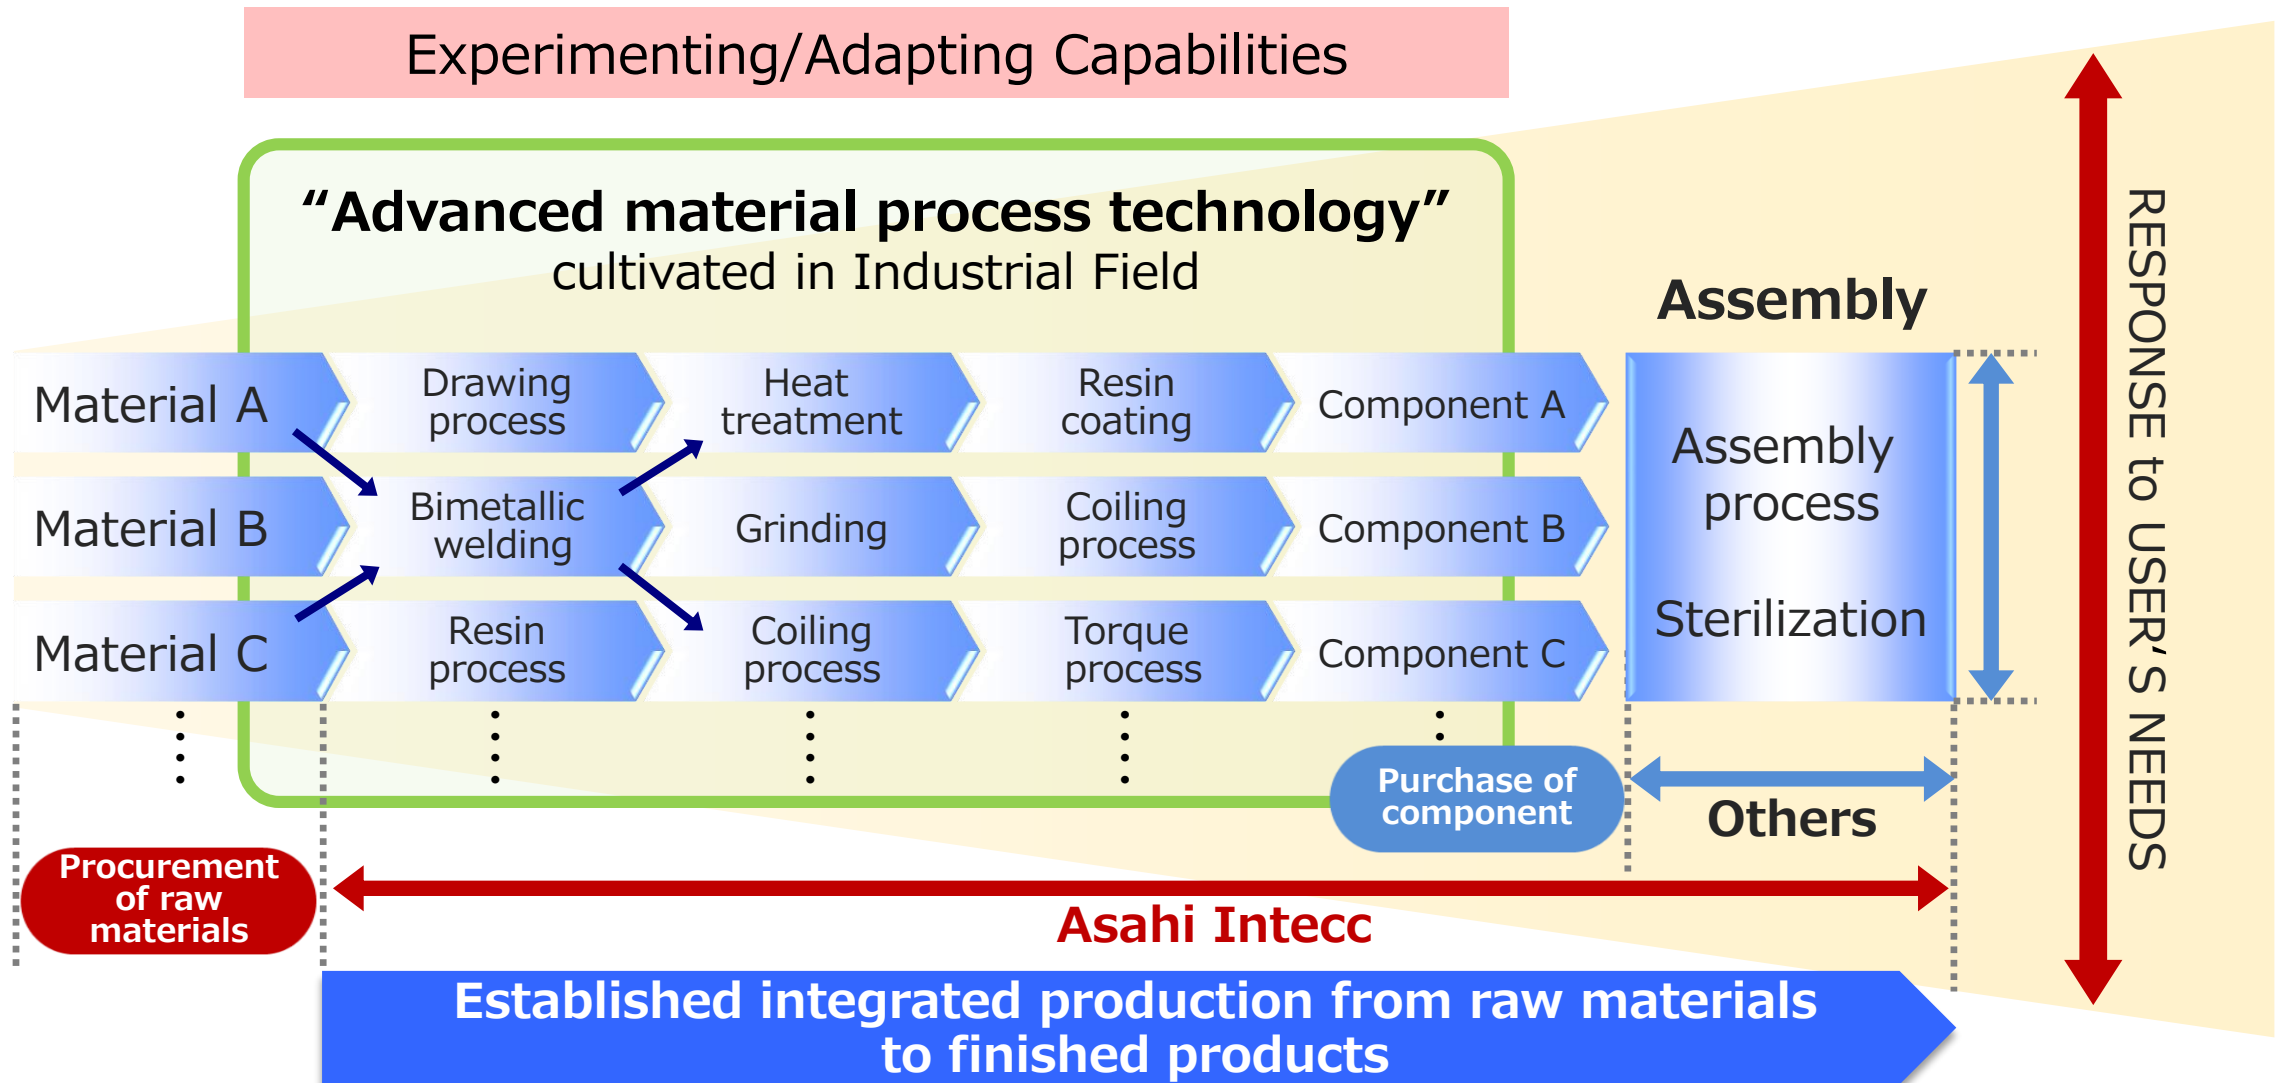 Experimenting/Adapting Capabilities
“Advanced material process technology”
cultivated in Industrial Field
Assembly
Material A
Drawing
process
Heat
treatment
Resin
coating
Component A
Material B
Bimetallic
welding
Grinding
Coiling
process
Component B
Material C
Resin
process
Coiling
process
Torque
process
Component C
Assembly
process
Sterilization
RESPONSE to USER‘S NEEDS
Purchase of
component
Others
Procurement
of raw
materials
Asahi Intecc
Established integrated production from raw materials
to finished products